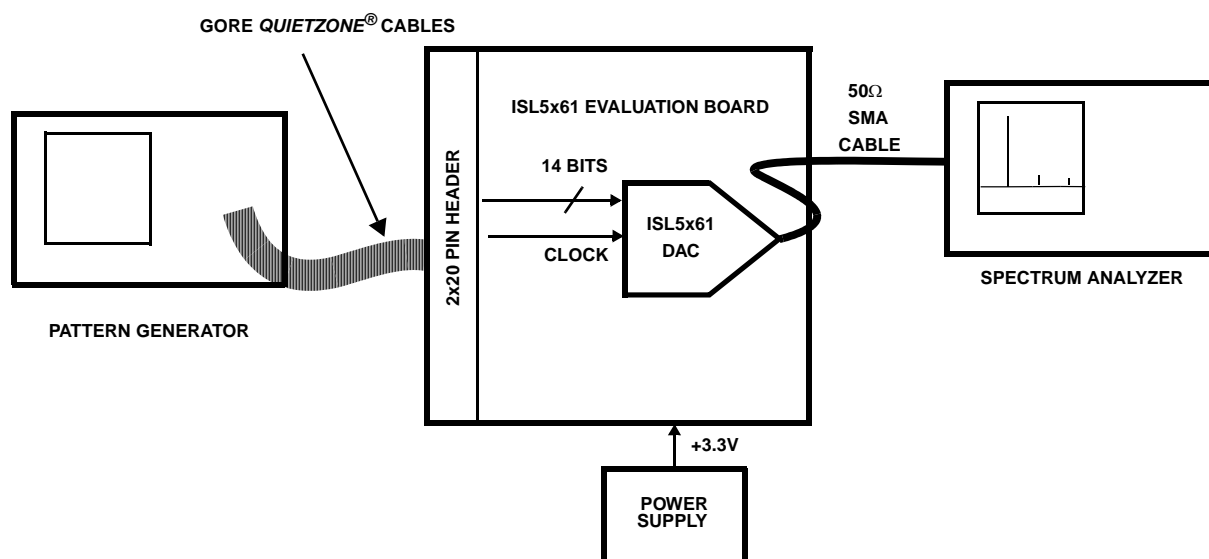 GORE QUIETZONE® CABLES
PATTERN GENERATOR
2x20 PIN HEADER
ISL5x61 EVALUATION BOARD
14 BITS
CLOCK
ISL5x61
DAC
50Ω
SMA
CABLE
SPECTRUM ANALYZER
+3.3V
POWER
SUPPLY